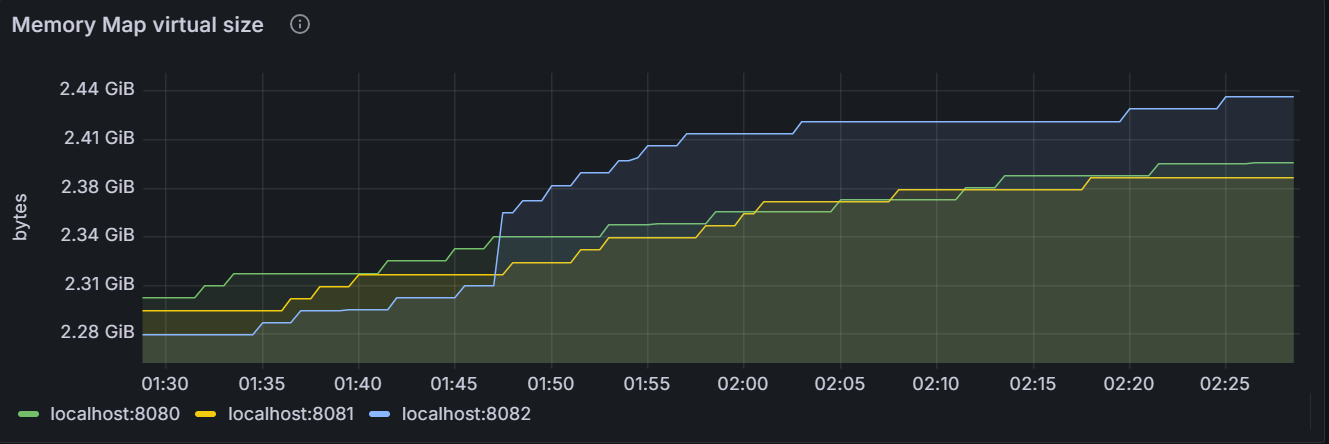 Memory Map virtual size
bytes
2.44 GiB
2.41 GiB
2.38 GiB
2.34 GiB
2.31 GiB
2.28 GiB
01:30 01:35 01:40 01:45 01:50 01:55 02:00 02:05 02:10 02:15 02:20 02:25
localhost:8080 localhost:8081 localhost:8082